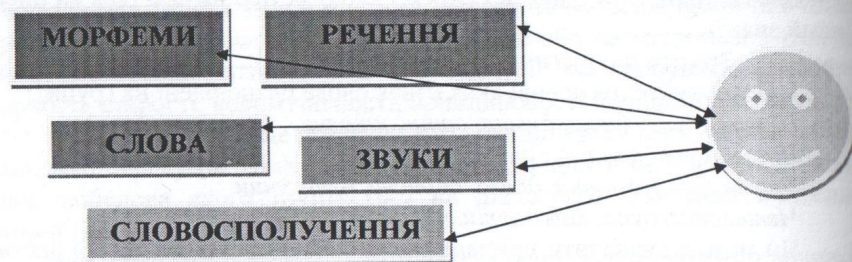 МОРФЕМИ
РЕЧЕННЯ
СЛОВА
ЗВУКИ
СЛОВОСПОЛУЧЕННЯ